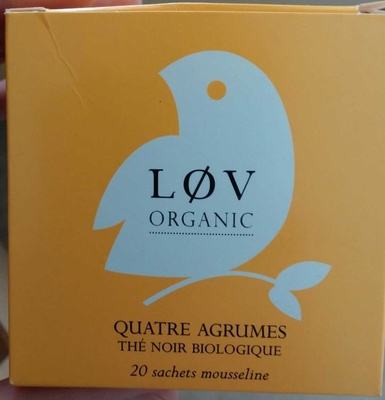 LØV
ORGANIC
QUATRE AGRUMES
THÉ NOIR BIOLOGIQUE
20 sachets mousseline